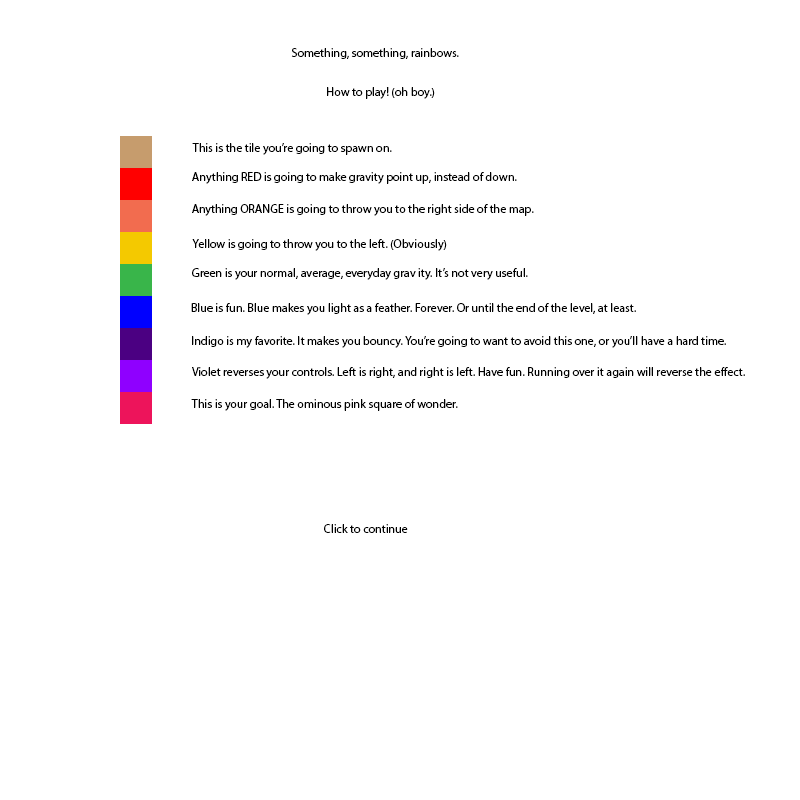 Something, something, rainbows.
How to play! (oh boy.)
This is the tile you're going to spawn on.
Anything RED is going to make gravity point up, instead of down.
Anything ORANGE is going to throw you to the right side of the map.
Yellow is going to throw you to the left. (Obviously)
Green is your normal, average, everyday gravity. It's not very useful.
Blue is fun. Blue makes you light as a feather. Forever. Or until the end of the level, at least.
Indigo is my favorite. It makes you bouncy. You're going to want to avoid this one, or you'll have a hard time.
Violet reverses your controls. Left is right, and right is left. Have fun. Running over it again will reverse the effect.
This is your goal. The ominous pink square of wonder.
Click to continue